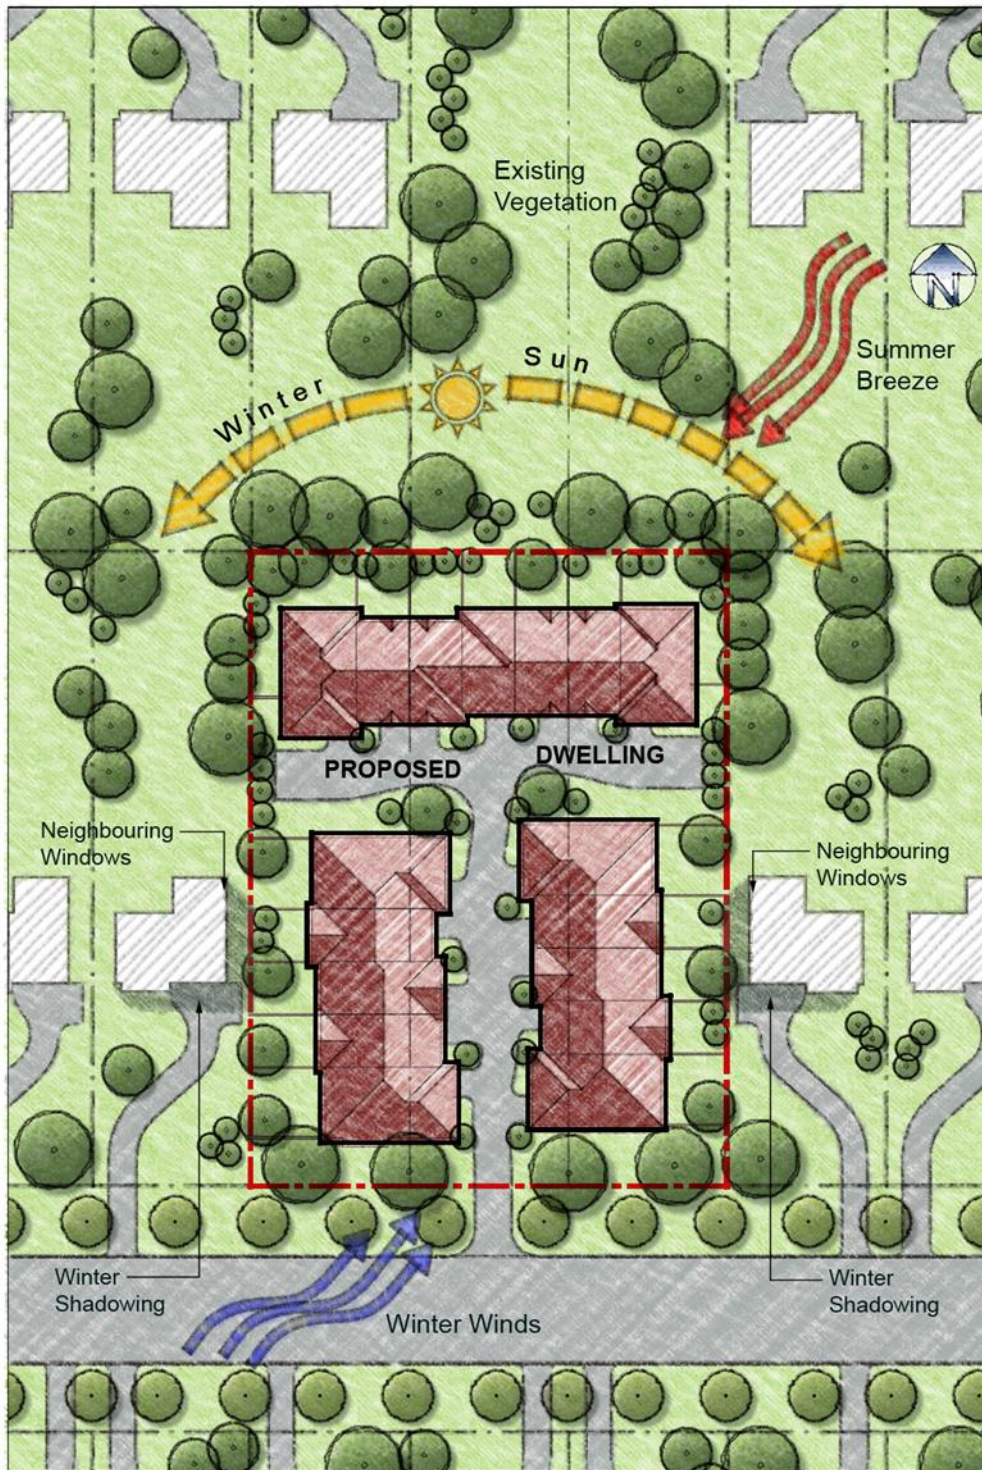 Existing
Vegetation
N
Summer
Breeze
Winter Sun
PROPOSED DWELLING
Neighbouring
Windows
Neighbouring
Windows
Winter
Shadowing
Winter
Shadowing
Winter Winds